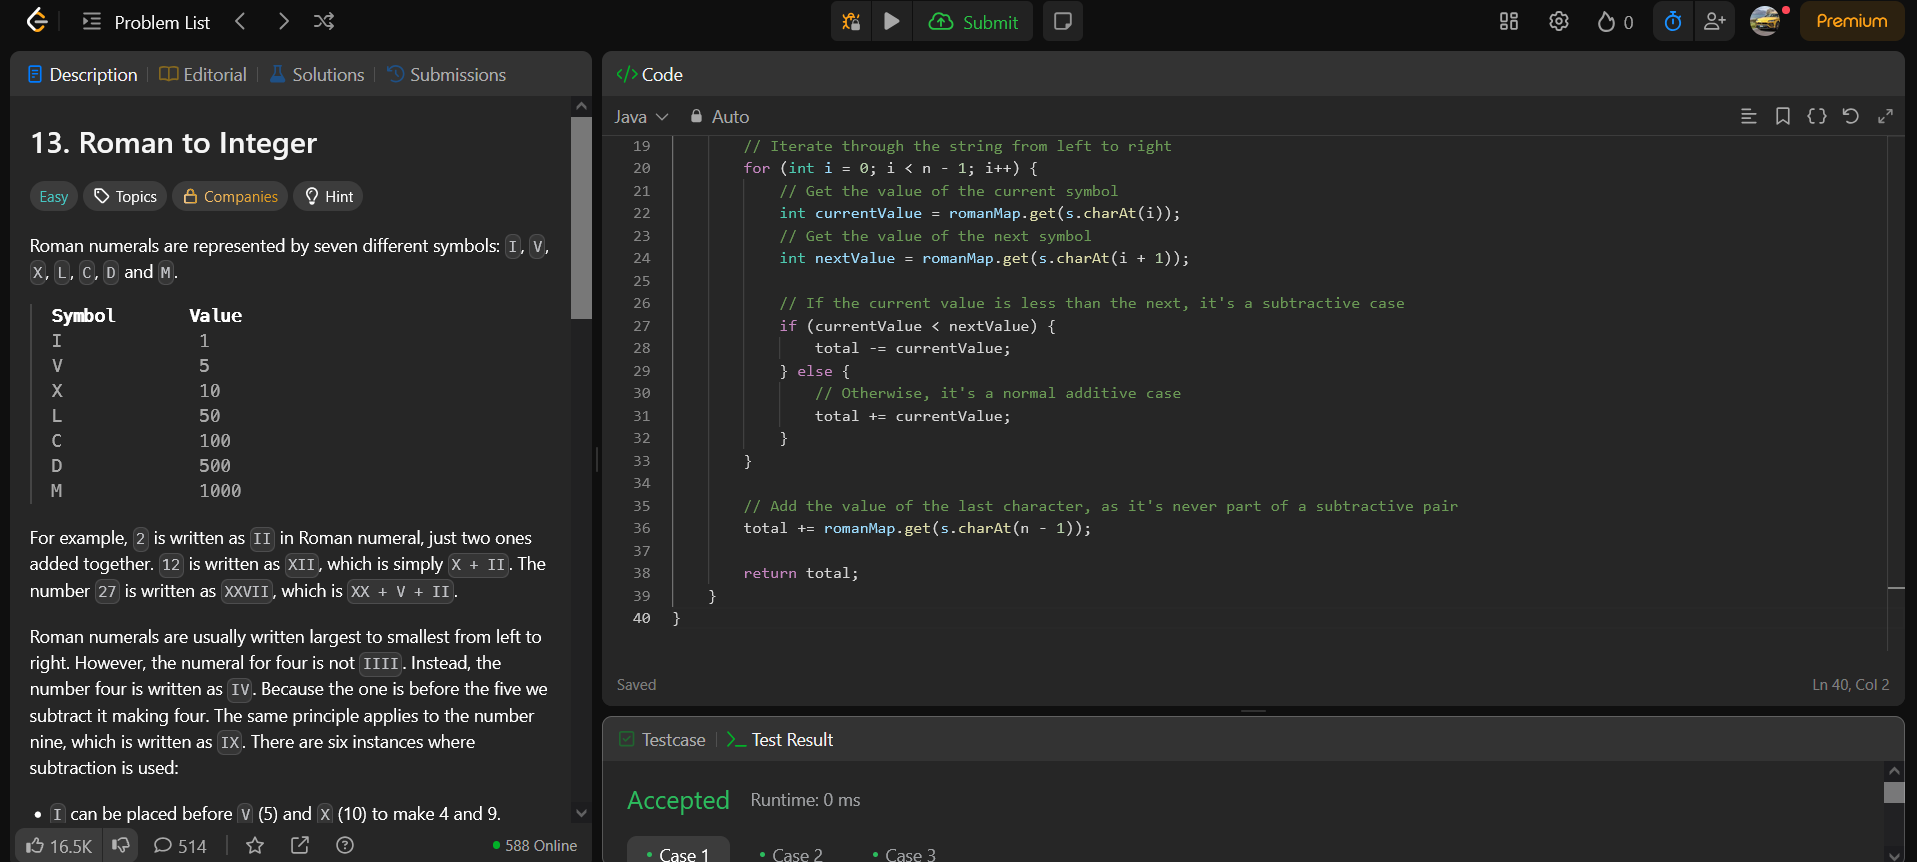 Problem List
Submit
0
Premium
Description
Editorial
Solutions
Submissions
13. Roman to Integer
Easy
Topics
Companies
Hint
Roman numerals are represented by seven different symbols: I, V,
X, L, C, D and M.
Symbol Value
I 1
V 5
X 10
L 50
C 100
D 500
M 1000
For example, 2 is written as II in Roman numeral, just two ones
added together. 12 is written as XII, which is simply X + II. The
number 27 is written as XXVII, which is XX + V + II.
Roman numerals are usually written largest to smallest from left to
right. However, the numeral for four is not IIII. Instead, the
number four is written as IV. Because the one is before the five we
subtract it making four. The same principle applies to the number
nine, which is written as IX. There are six instances where
subtraction is used:
• I can be placed before V (5) and X (10) to make 4 and 9.
16.5K
514
588 Online
</> Code
Java
Auto
19 // Iterate through the string from left to right
20 for (int i = 0; i < n - 1; i++) {
21 // Get the value of the current symbol
22 int currentValue = romanMap.get(s.charAt(i));
23 // Get the value of the next symbol
24 int nextValue = romanMap.get(s.charAt(i + 1));
25
26 // If the current value is less than the next, it's a subtractive case
27 if (currentValue < nextValue) {
28 total -= currentValue;
29 } else {
30 // Otherwise, it's a normal additive case
31 total += currentValue;
32 }
33 }
34
35 // Add the value of the last character, as it's never part of a subtractive pair
36 total += romanMap.get(s.charAt(n - 1));
37
38 return total;
39 }
40 }
Saved
Ln 40, Col 2
Testcase
>_ Test Result
Accepted
Runtime: 0 ms
• Case 1
• Case 2
• Case 3